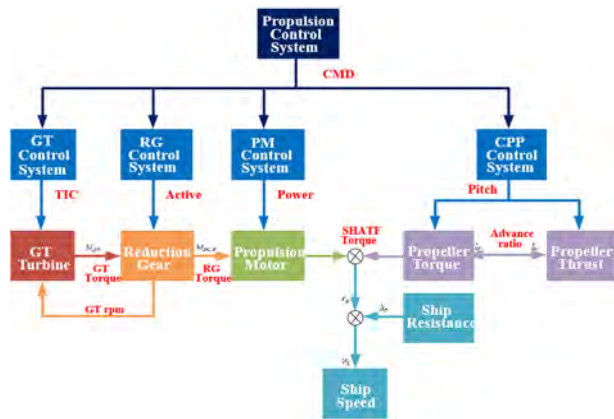 Propulsion
Control
System
CMD
GT
Control
System
RG
Control
System
PM
Control
System
CPP
Control
System
TIC
Active
Power
Pitch
GT
Turbine
GT
Torque
Reduction
Gear
RG
Torque
Propulsion
Motor
SHATF
Torque
Propeller
Torque
Advance
ratio
Propeller
Thrust
GT rpm
Ship
Resistance
Ship
Speed